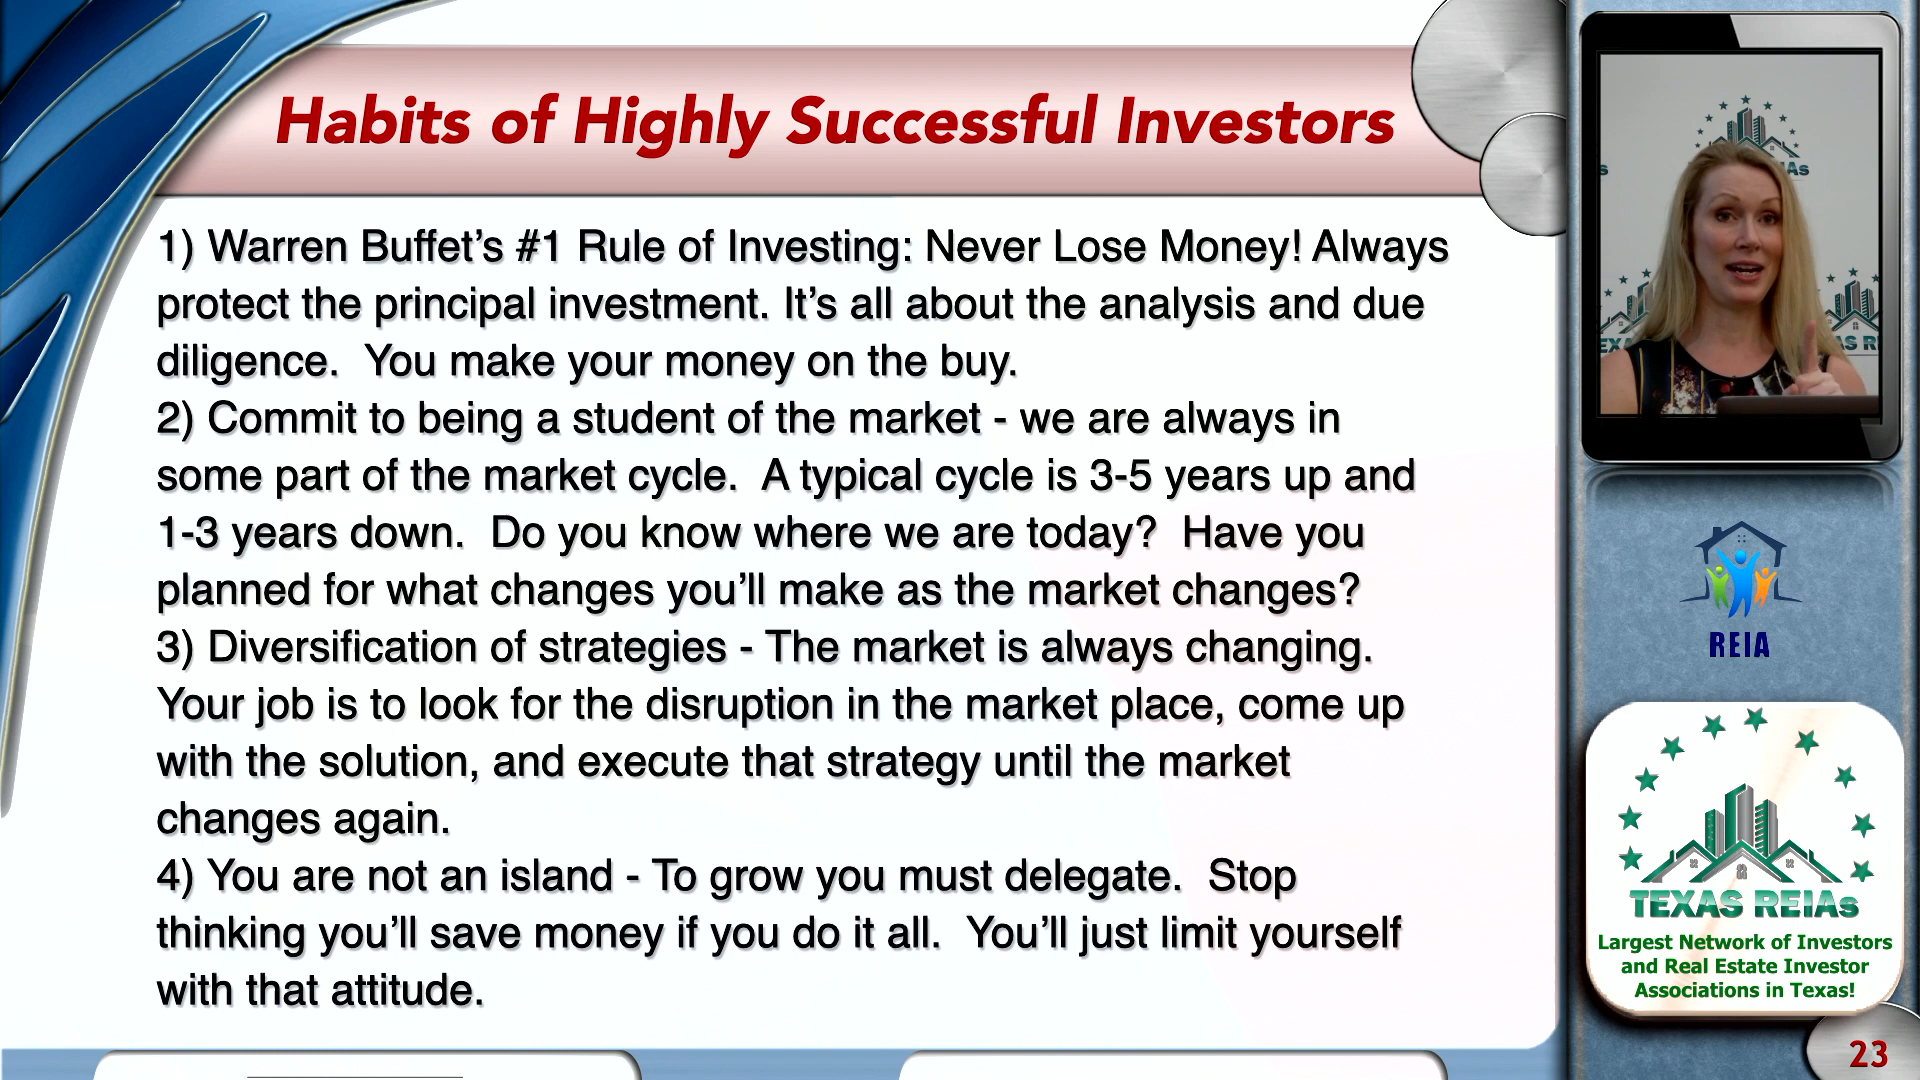 Habits of Highly Successful Investors
1) Warren Buffet’s #1 Rule of Investing: Never Lose Money! Always
protect the principal investment. It’s all about the analysis and due
diligence.  You make your money on the buy.
2) Commit to being a student of the market - we are always in
some part of the market cycle.  A typical cycle is 3-5 years up and
1-3 years down.  Do you know where we are today?  Have you
planned for what changes you’ll make as the market changes?
3) Diversification of strategies - The market is always changing.
Your job is to look for the disruption in the market place, come up
with the solution, and execute that strategy until the market
changes again.
4) You are not an island - To grow you must delegate.  Stop
thinking you’ll save money if you do it all.  You’ll just limit yourself
with that attitude.
REIA
TEXAS REIAs
Largest Network of Investors
and Real Estate Investor
Associations in Texas!
23